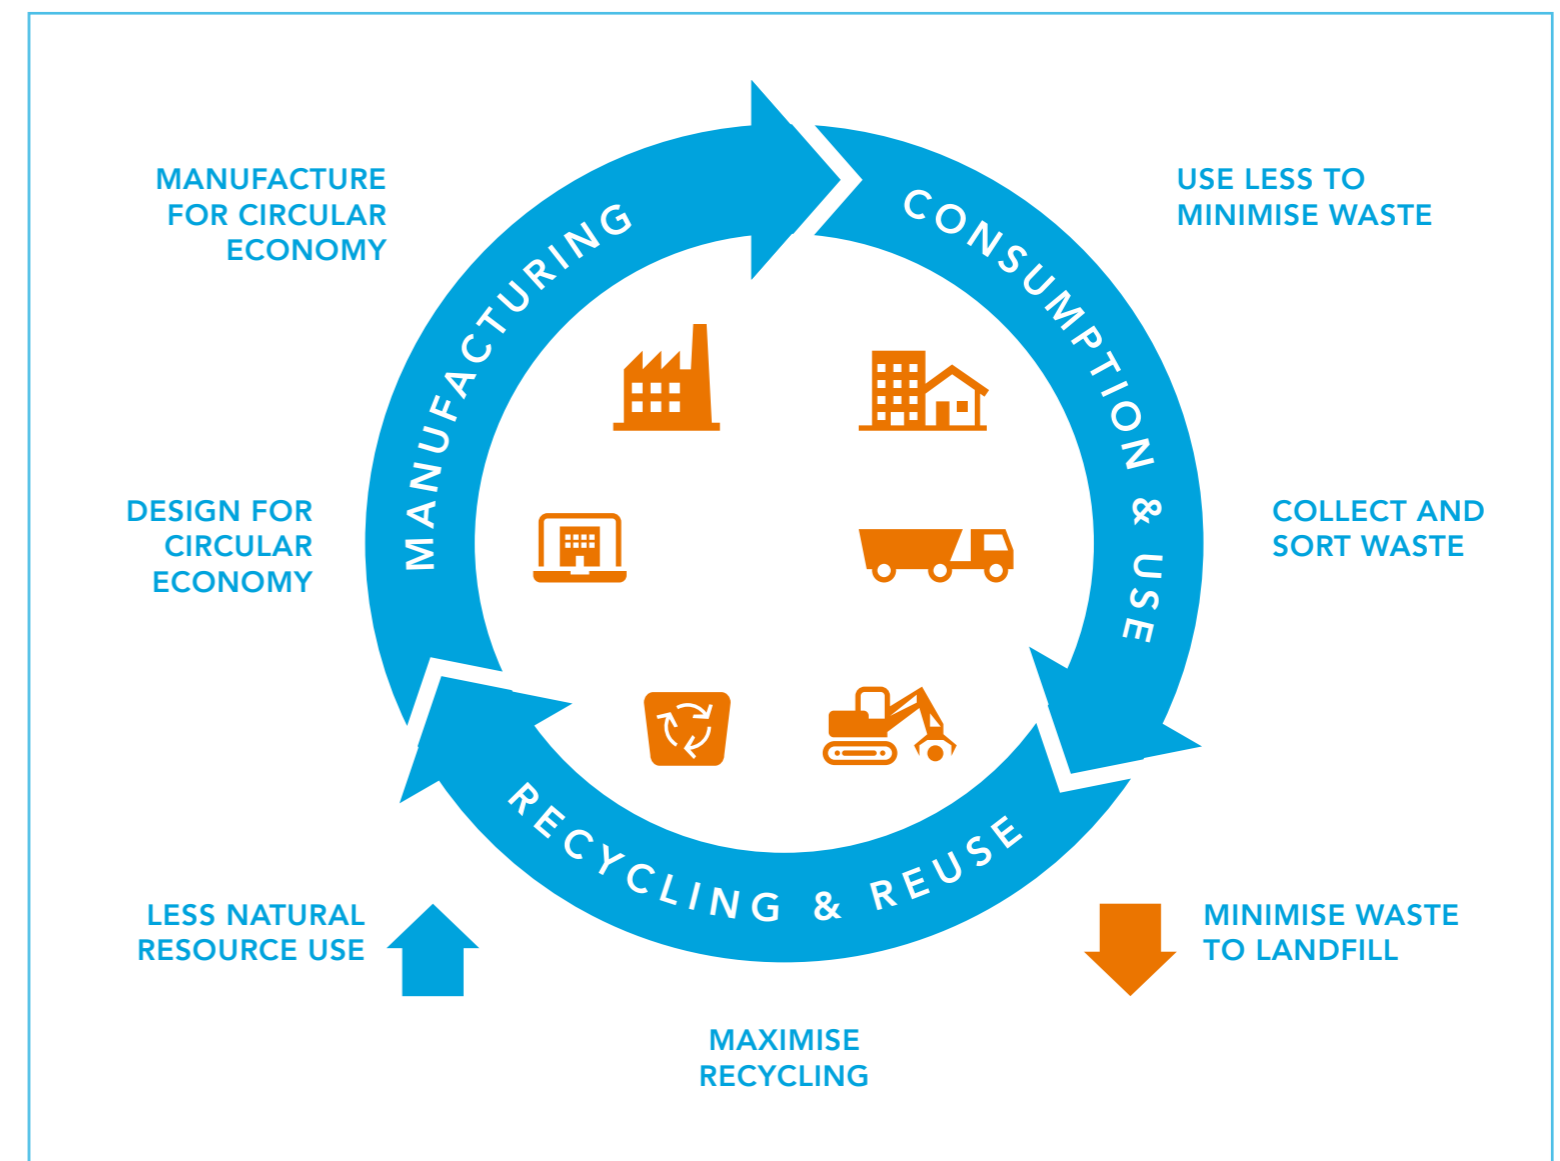 MANUFACTURE
FOR CIRCULAR
ECONOMY
USE LESS TO
MINIMISE WASTE
MANUFACTURING
CONSUMPTION & USE
DESIGN FOR
CIRCULAR
ECONOMY
COLLECT AND
SORT WASTE
RECYCLING & REUSE
LESS NATURAL
RESOURCE USE
MINIMISE WASTE
TO LANDFILL
MAXIMISE
RECYCLING